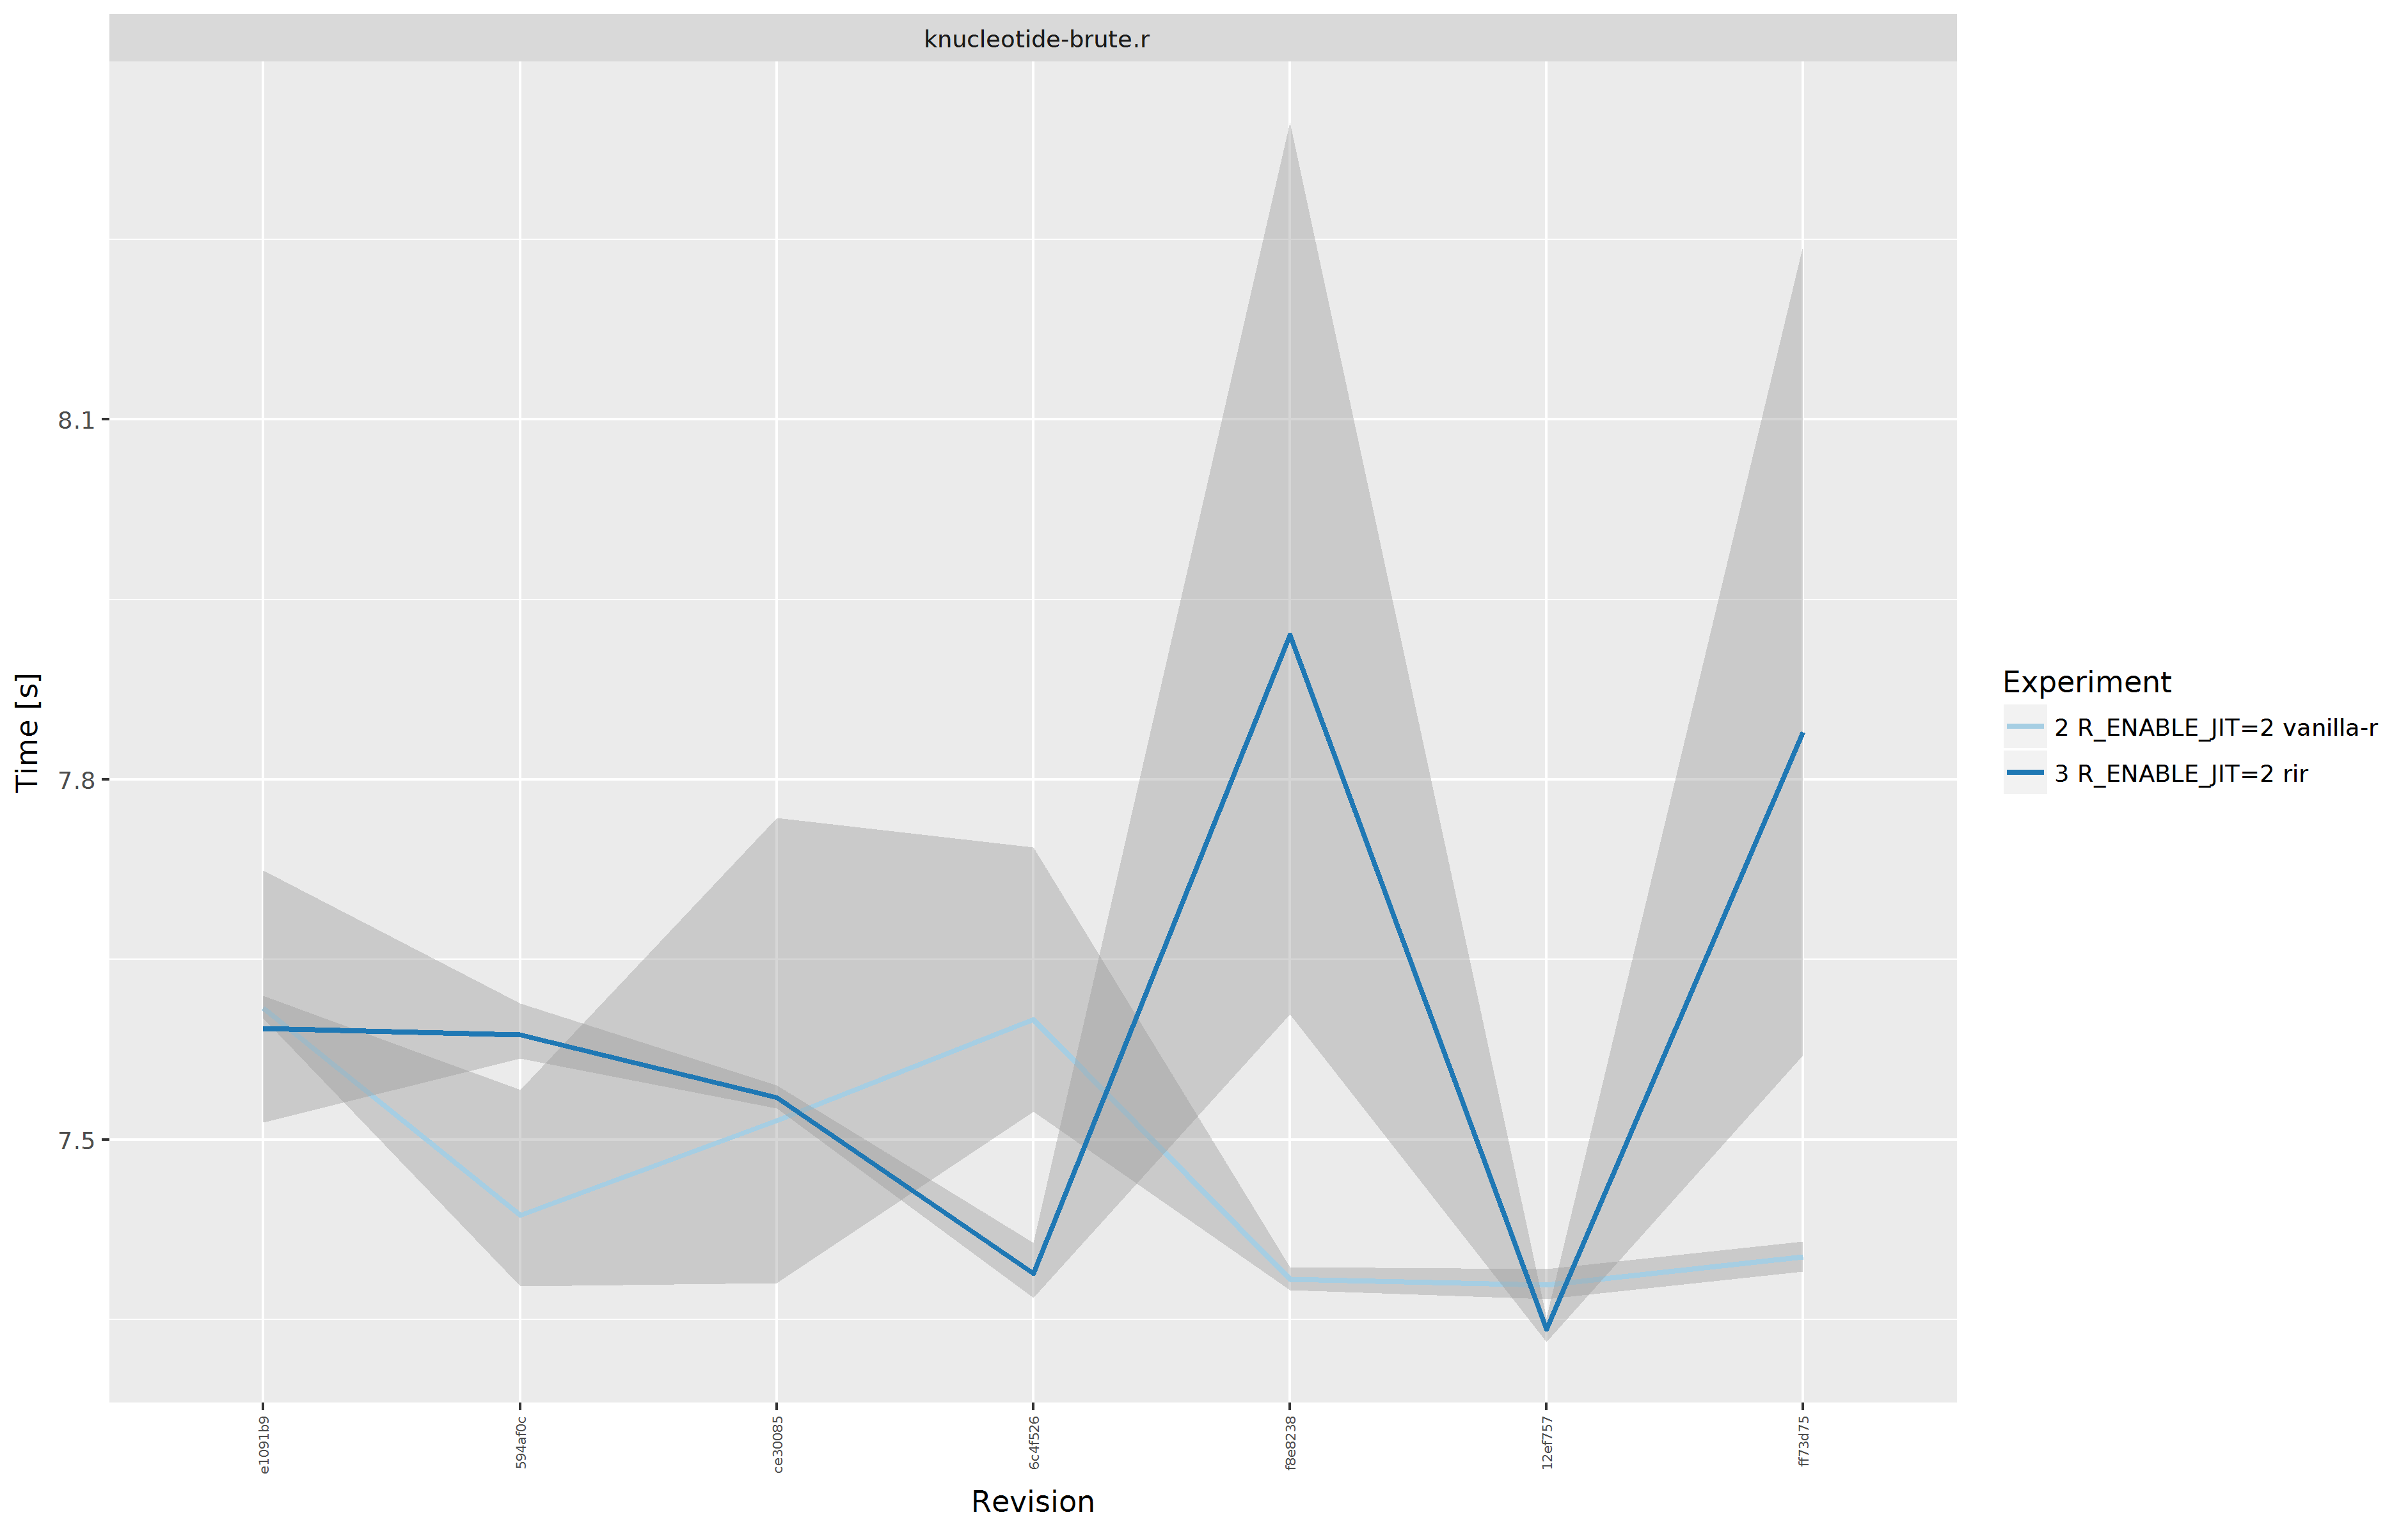 knucleotide-brute.r
Time [s]
8.1
7.8
7.5
e1091b9
594af0c
ce30085
6c4f526
f8e8238
12ef757
ff73d75
Revision
Experiment
2 R_ENABLE_JIT=2 vanilla-r
3 R_ENABLE_JIT=2 rir